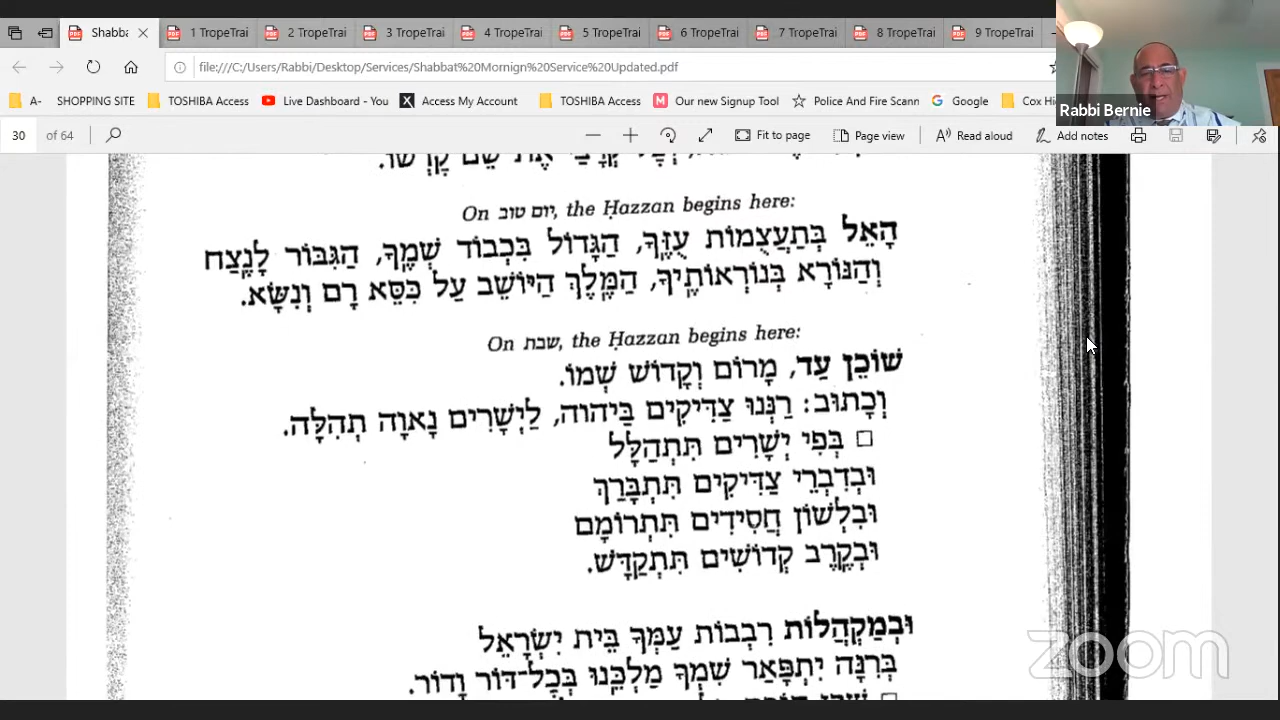 Shabba
1 TropeTrai
2 TropeTrai
3 TropeTrai
4 TropeTrai
5 TropeTrai
6 TropeTrai
7 TropeTrai
8 TropeTrai
9 TropeTrai
file:///C:/Users/Rabbi/Desktop/Services/Shabbat%20Mornign%20Service%20Updated.pdf
A- SHOPPING SITE
TOSHIBA Access
Live Dashboard - You
Access My Account
TOSHIBA Access
Our new Signup Tool
Police And Fire Scann
Google
Cox Hi
Rabbi Bernie
30 of 64
Fit to page
Page view
Read aloud
Add notes
אֶת שֵׁם קָדְשׁוֹ.
On יום טוב, the Ḥazzan begins here:
הָאֵל בְּתַעֲצֻמוֹת עֻזֶּֽךָ, הַגָּדוֹל בִּכְבוֹד שְׁמֶֽךָ, הַגִּבּוֹר לָנֶֽצַח
וְהַנּוֹרָא בְּנוֹרְאוֹתֶֽיךָ, הַמֶּֽלֶךְ הַיּוֹשֵׁב עַל כִּסֵּא רָם וְנִשָּׂא.
On שבת, the Ḥazzan begins here:
שׁוֹכֵן עַד, מָרוֹם וְקָדוֹשׁ שְׁמוֹ.
וְכָתוּב: רַנְּנוּ צַדִּיקִים בַּיהוה, לַיְשָׁרִים נָאוָה תְהִלָּה.
□ בְּפִי יְשָׁרִים תִּתְהַלָּל
וּבְדִבְרֵי צַדִּיקִים תִּתְבָּרַךְ
וּבִלְשׁוֹן חֲסִידִים תִּתְרוֹמָם
וּבְקֶֽרֶב קְדוֹשִׁים תִּתְקַדָּשׁ.
וּבְמַקְהֲלוֹת רִבְבוֹת עַמְּךָ בֵּית יִשְׂרָאֵל
בְּרִנָּה יִתְפָּאַר שִׁמְךָ מַלְכֵּֽנוּ בְּכָל־דּוֹר וָדוֹר.
zoom